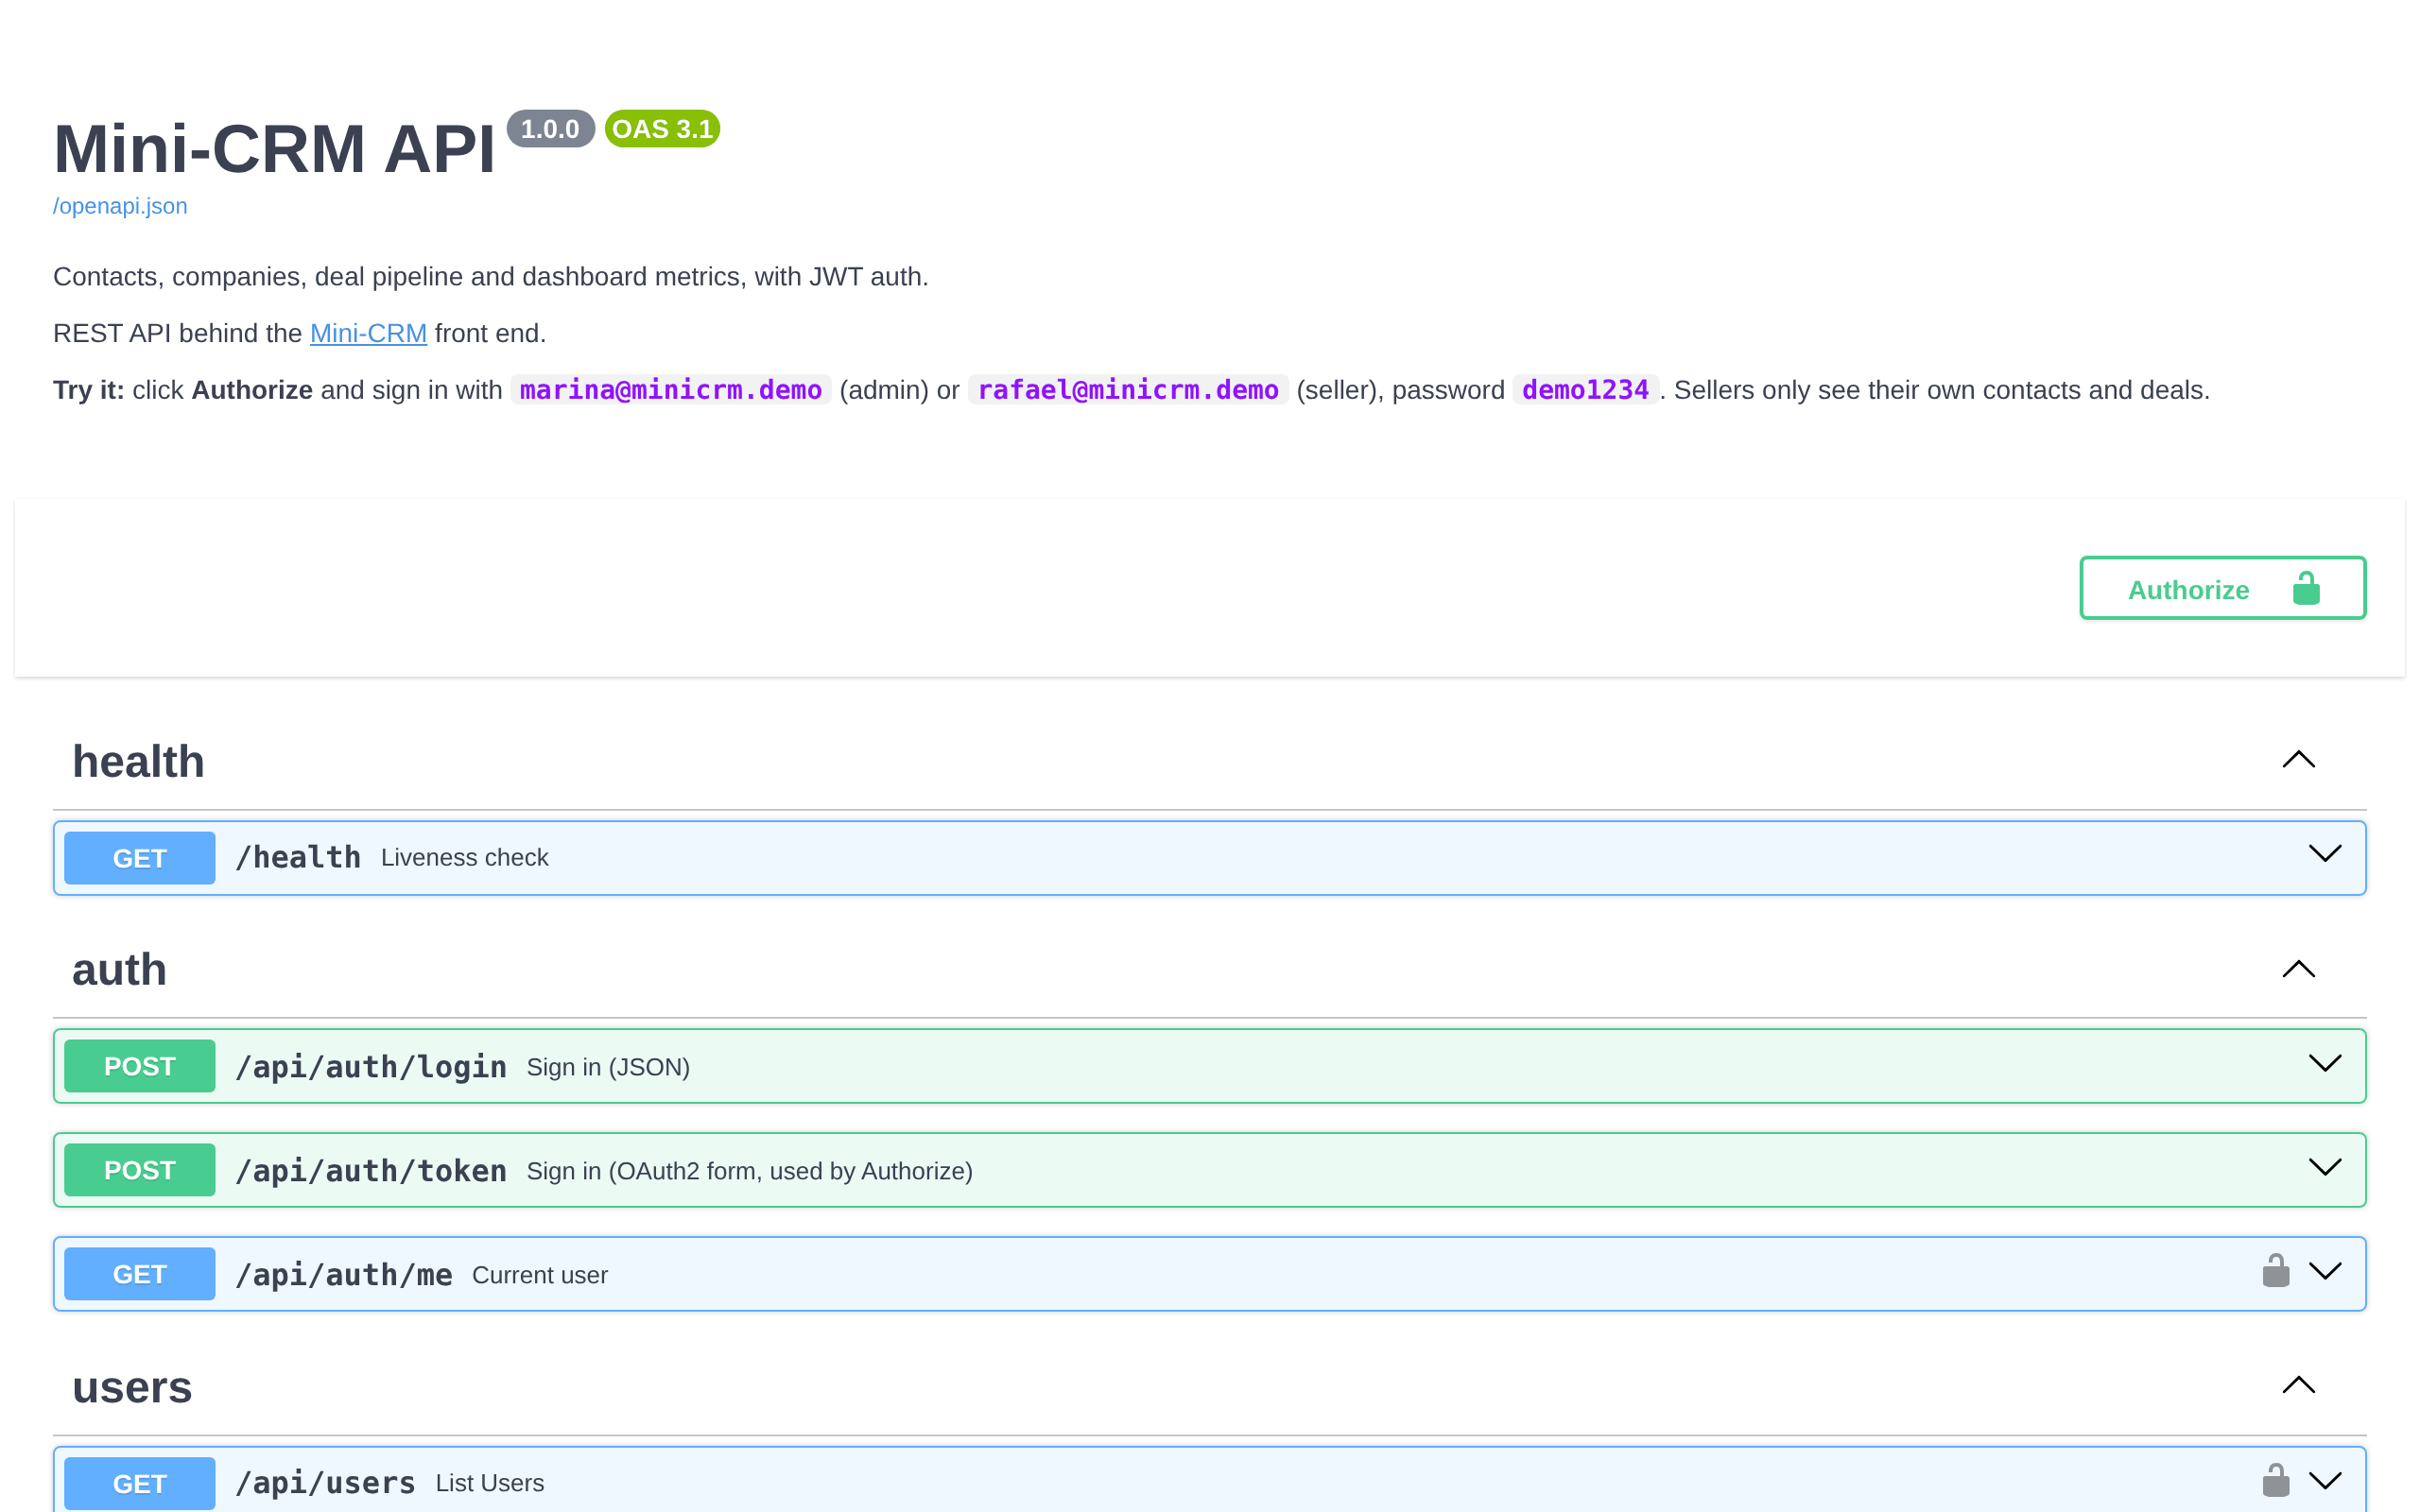 Mini-CRM API 1.0.0 OAS 3.1
/openapi.json
Contacts, companies, deal pipeline and dashboard metrics, with JWT auth.
REST API behind the Mini-CRM front end.
Try it: click Authorize and sign in with marina@minicrm.demo (admin) or rafael@minicrm.demo (seller), password demo1234. Sellers only see their own contacts and deals.
Authorize
health
GET /health Liveness check
auth
POST /api/auth/login Sign in (JSON)
POST /api/auth/token Sign in (OAuth2 form, used by Authorize)
GET /api/auth/me Current user
users
GET /api/users List Users